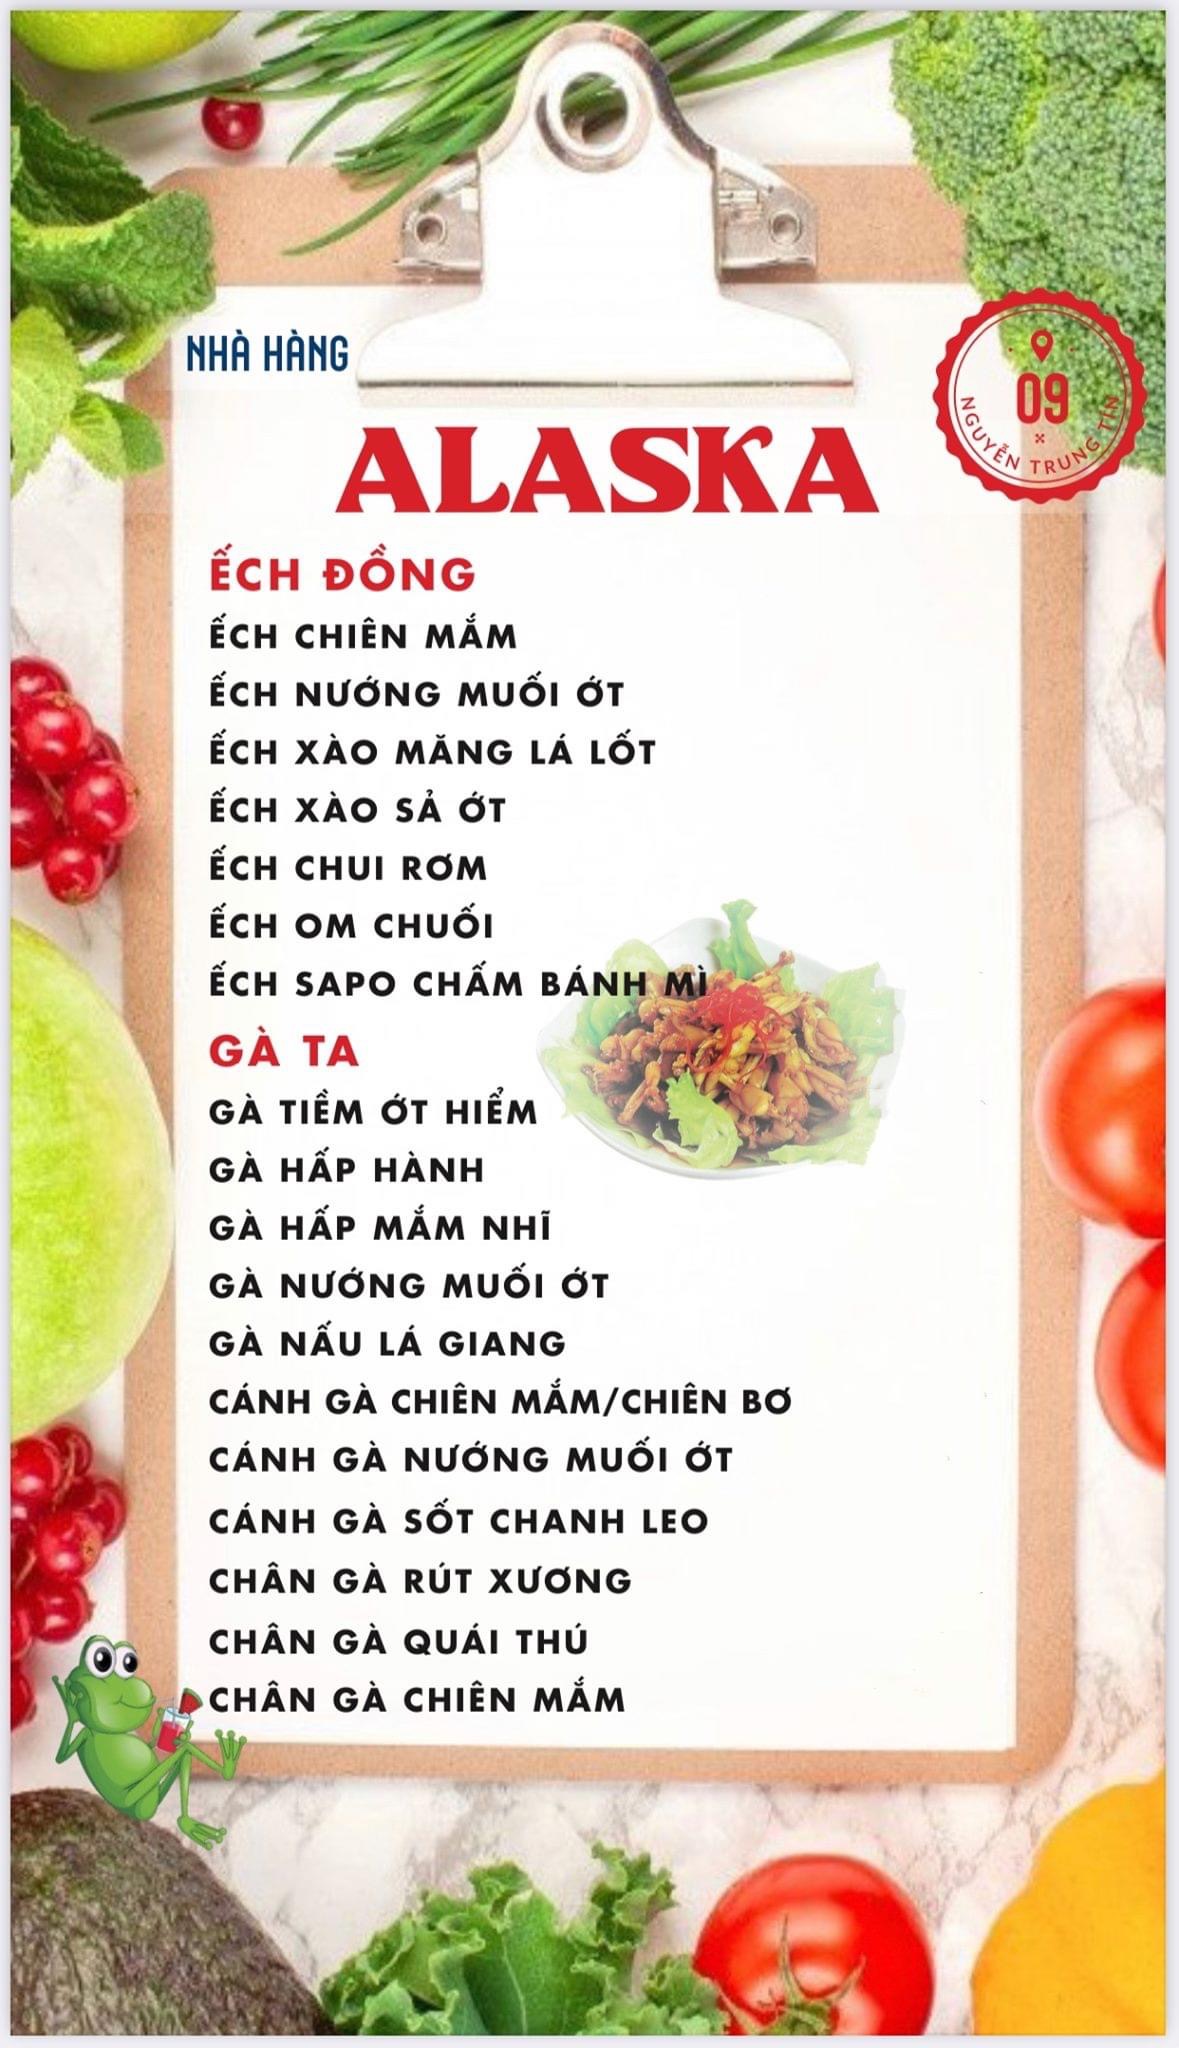 NHÀ HÀNG
ALASKA
09
NGUYỄN TRUNG TÍN
ẾCH ĐỒNG
ẾCH CHIÊN MẮM
ẾCH NƯỚNG MUỐI ỚT
ẾCH XÀO MĂNG LÁ LỐT
ẾCH XÀO SẢ ỚT
ẾCH CHUI RƠM
ẾCH OM CHUỐI
ẾCH SAPO CHẤM BÁNH MÌ
GÀ TA
GÀ TIỀM ỚT HIỂM
GÀ HẤP HÀNH
GÀ HẤP MẮM NHĨ
GÀ NƯỚNG MUỐI ỚT
GÀ NẤU LÁ GIANG
CÁNH GÀ CHIÊN MẮM/CHIÊN BƠ
CÁNH GÀ NƯỚNG MUỐI ỚT
CÁNH GÀ SỐT CHANH LEO
CHÂN GÀ RÚT XƯƠNG
CHÂN GÀ QUÁI THÚ
CHÂN GÀ CHIÊN MẮM